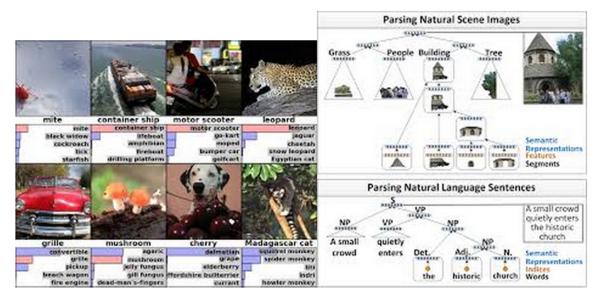 mite
container ship
motor scooter
leopard
mite
black widow
cockroach
tick
starfish
container ship
lifeboat
amphibian
fireboat
drilling platform
motor scooter
go-kart
moped
bumper car
golfcart
leopard
jaguar
cheetah
snow leopard
Egyptian cat
grille
mushroom
cherry
Madagascar cat
convertible
grille
pickup
beach wagon
fire engine
agaric
mushroom
jelly fungus
gill fungus
dead-man's-fingers
dalmatian
grape
elderberry
ffordshire bullterrier
currant
squirrel monkey
spider monkey
titi
indri
howler monkey
Parsing Natural Scene Images
Grass
People
Building
Tree
Semantic
Representations
Features
Segments
Parsing Natural Language Sentences
S
NP
VP
A small
crowd
VP
quietly
enters
NP
Det.
Adj.
NP
N.
the
historic
church
A small crowd
quietly enters
the historic
church
Semantic
Representations
Indices
Words